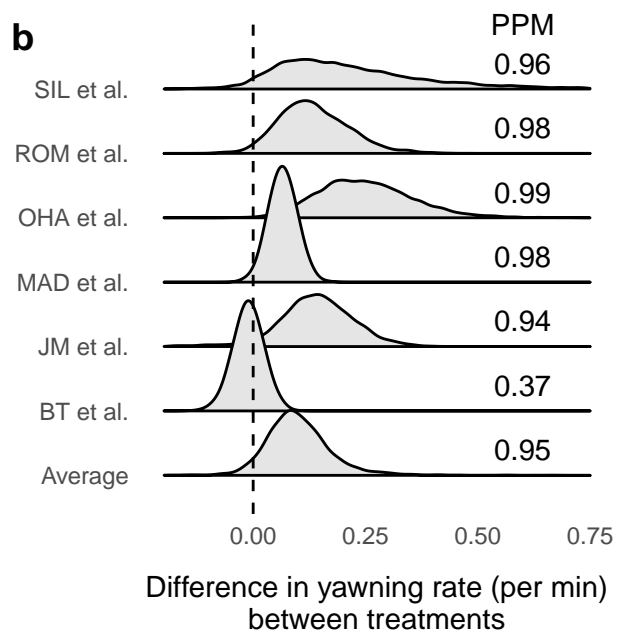 b
PPM
SIL et al. 0.96
ROM et al. 0.98
OHA et al. 0.99
MAD et al. 0.98
JM et al. 0.94
BT et al. 0.37
Average 0.95
0.00 0.25 0.50 0.75
Difference in yawning rate (per min)
between treatments